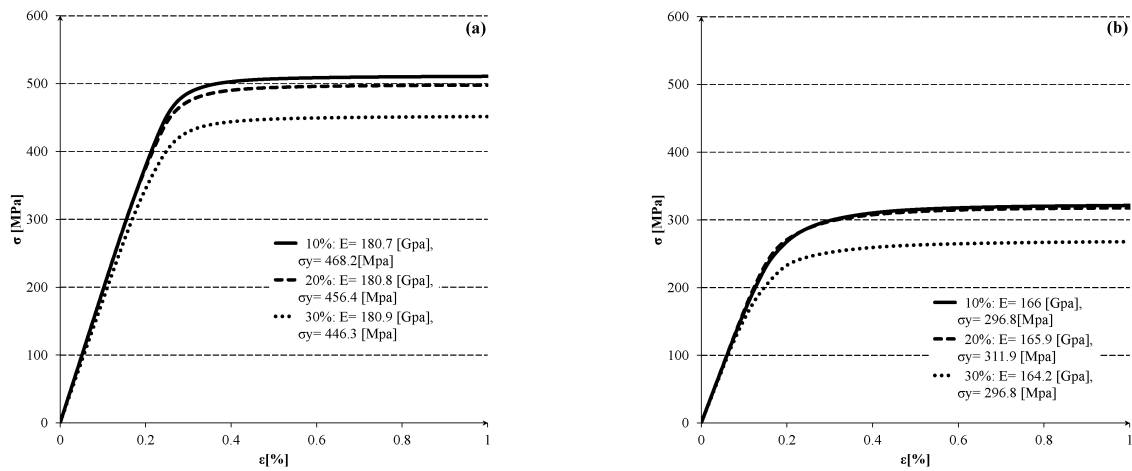 (a)
600
500
400
300
200
100
0
σ [MPa]
10%: E= 180.7 [Gpa],
σy= 468.2[Mpa]
20%: E= 180.8 [Gpa],
σy= 456.4 [Mpa]
30%: E= 180.9 [Gpa],
σy= 446.3 [Mpa]
0 0.2 0.4 0.6 0.8 1
ε[%]
(b)
600
500
400
300
200
100
0
σ [MPa]
10%: E= 166 [Gpa],
σy= 296.8[Mpa]
20%: E= 165.9 [Gpa],
σy= 311.9 [Mpa]
30%: E= 164.2 [Gpa],
σy= 296.8 [Mpa]
0 0.2 0.4 0.6 0.8 1
ε[%]